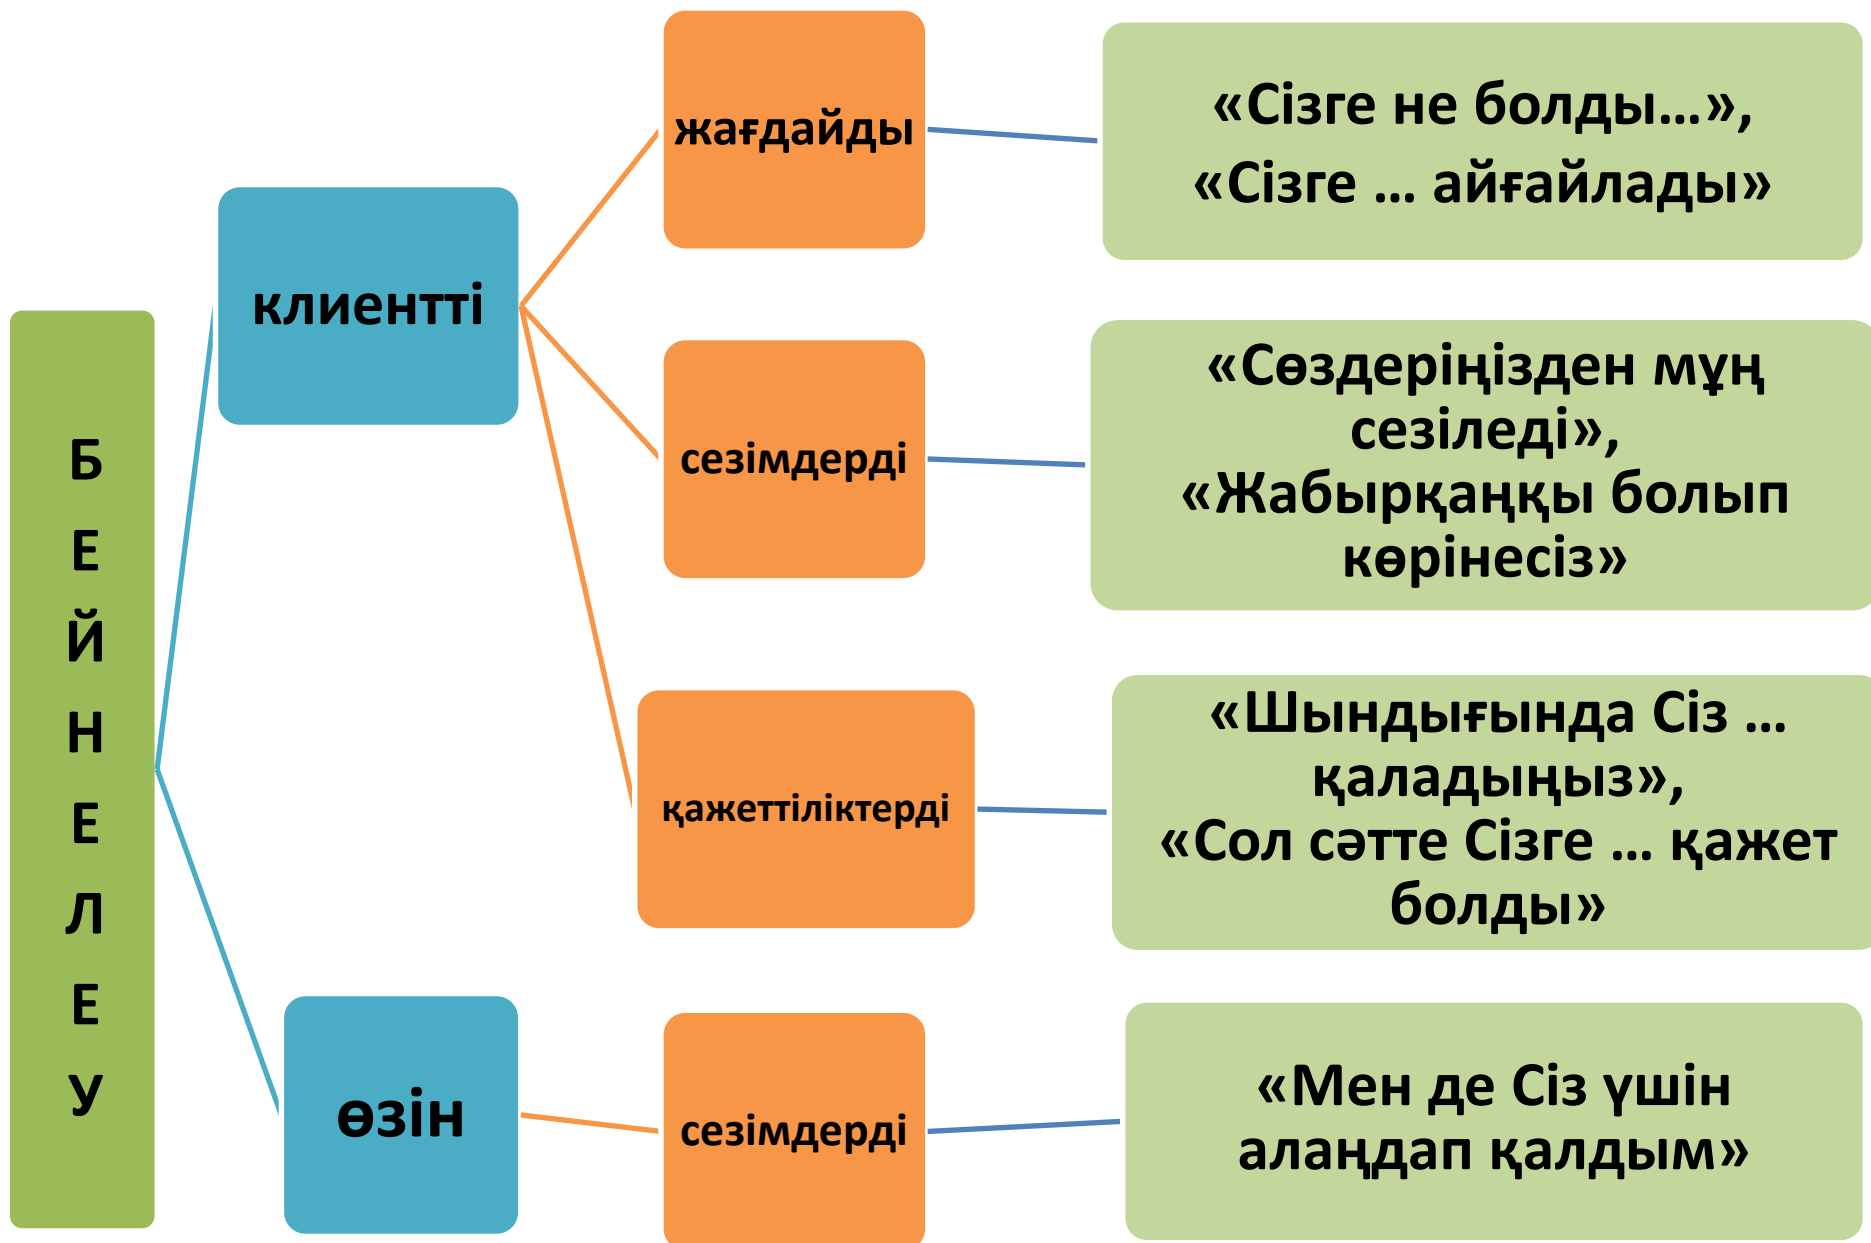 БЕЙНЕЛЕУ
клиентті
жағдайды
«Сізге не болды...»,
«Сізге ... айғайлады»
сезімдерді
«Сөздеріңізден мұң
сезіледі»,
«Жабырқаңқы болып
көрінесіз»
қажеттіліктерді
«Шындығында Сіз ...
қаладыңыз»,
«Сол сәтте Сізге ... қажет
болды»
өзін
сезімдерді
«Мен де Сіз үшін
алаңдап қалдым»